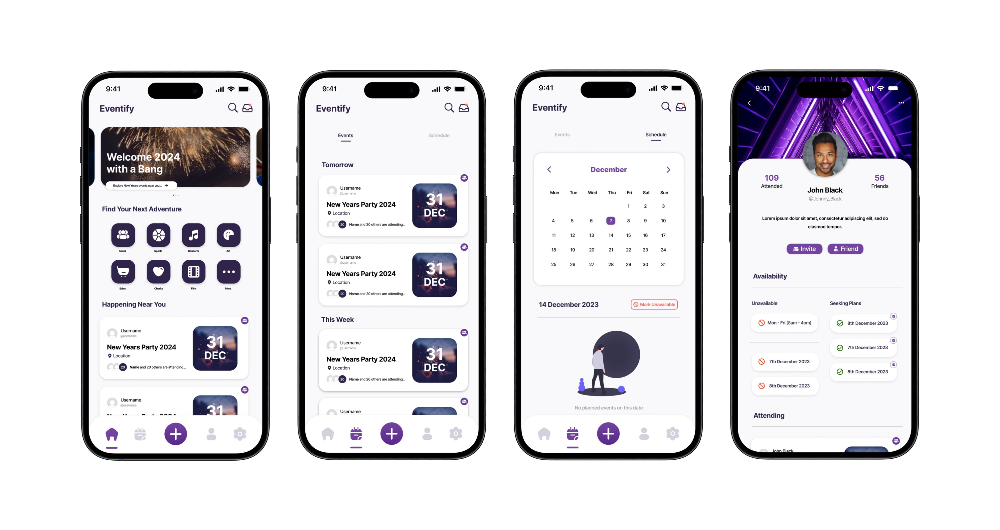 9:41
Eventify
Welcome 2024
with a Bang
Explore New Years events near you...
Find Your Next Adventure
Social Sports Concerts Art
Sales Charity Film More
Happening Near You
Username
@username
New Years Party 2024
Location
20 Name and 20 others are attending...
31
DEC
Username
@username
New Years Party 2024
31
9:41
Eventify
Events Schedule
Tomorrow
Username
@username
New Years Party 2024
Location
20 Name and 20 others are attending...
31
DEC
Username
@username
New Years Party 2024
Location
20 Name and 20 others are attending...
31
DEC
This Week
Username
@username
New Years Party 2024
Location
20 Name and 20 others are attending...
31
DEC
Username
9:41
Eventify
Events Schedule
December
Mon Tue Wed Thu Fri Sat Sun
1 2 3
4 5 6 7 8 9 10
11 12 13 14 15 16 17
18 19 20 21 22 23 24
25 26 27 28 29 30 31
14 December 2023 Mark Unavailable
No planned events on this date
9:41
109
Attended
56
Friends
John Black
@Johnny_Black
Lorem ipsum dolor sit amet, consectetur adipiscing elit, sed do
eiusmod tempor.
Invite Friend
Availability
Unavailable
Mon - Fri (8am - 4pm)
7th December 2023
8th December 2023
Seeking Plans
8th December 2023
7th December 2023
8th December 2023
Attending
John Black